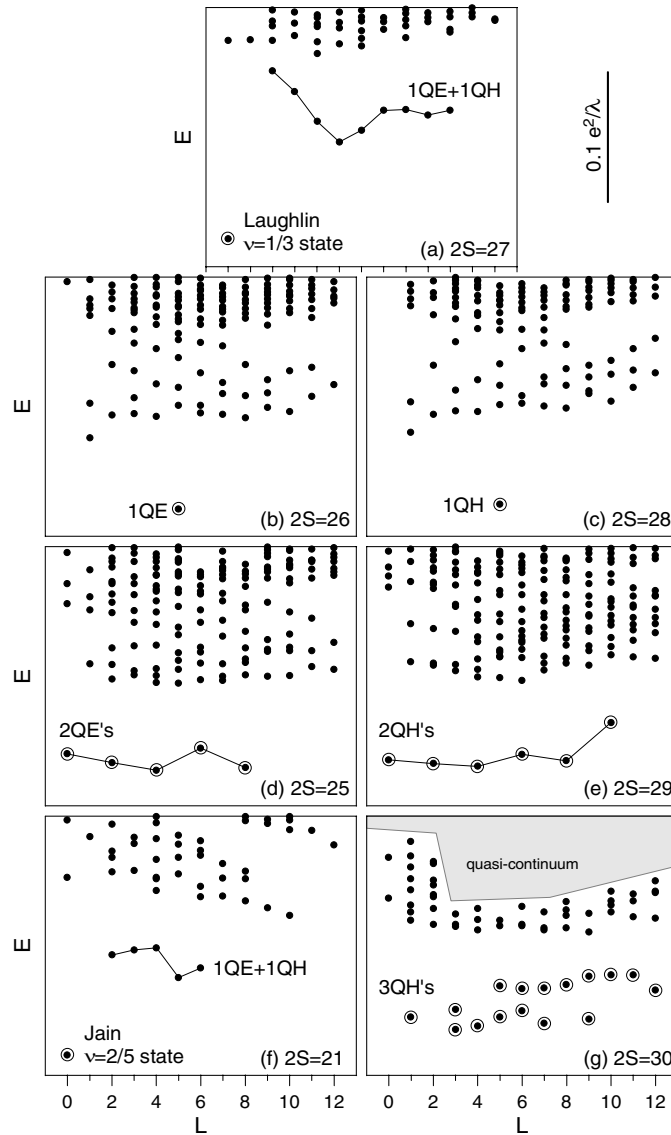 E
1QE+1QH
0.1 e²/λ
Laughlin
ν=1/3 state
(a) 2S=27
E
1QE
(b) 2S=26
1QH
(c) 2S=28
E
2QE's
(d) 2S=25
2QH's
(e) 2S=29
E
1QE+1QH
Jain
ν=2/5 state
(f) 2S=21
quasi-continuum
3QH's
(g) 2S=30
0 2 4 6 8 10 12
0 2 4 6 8 10 12
L
L